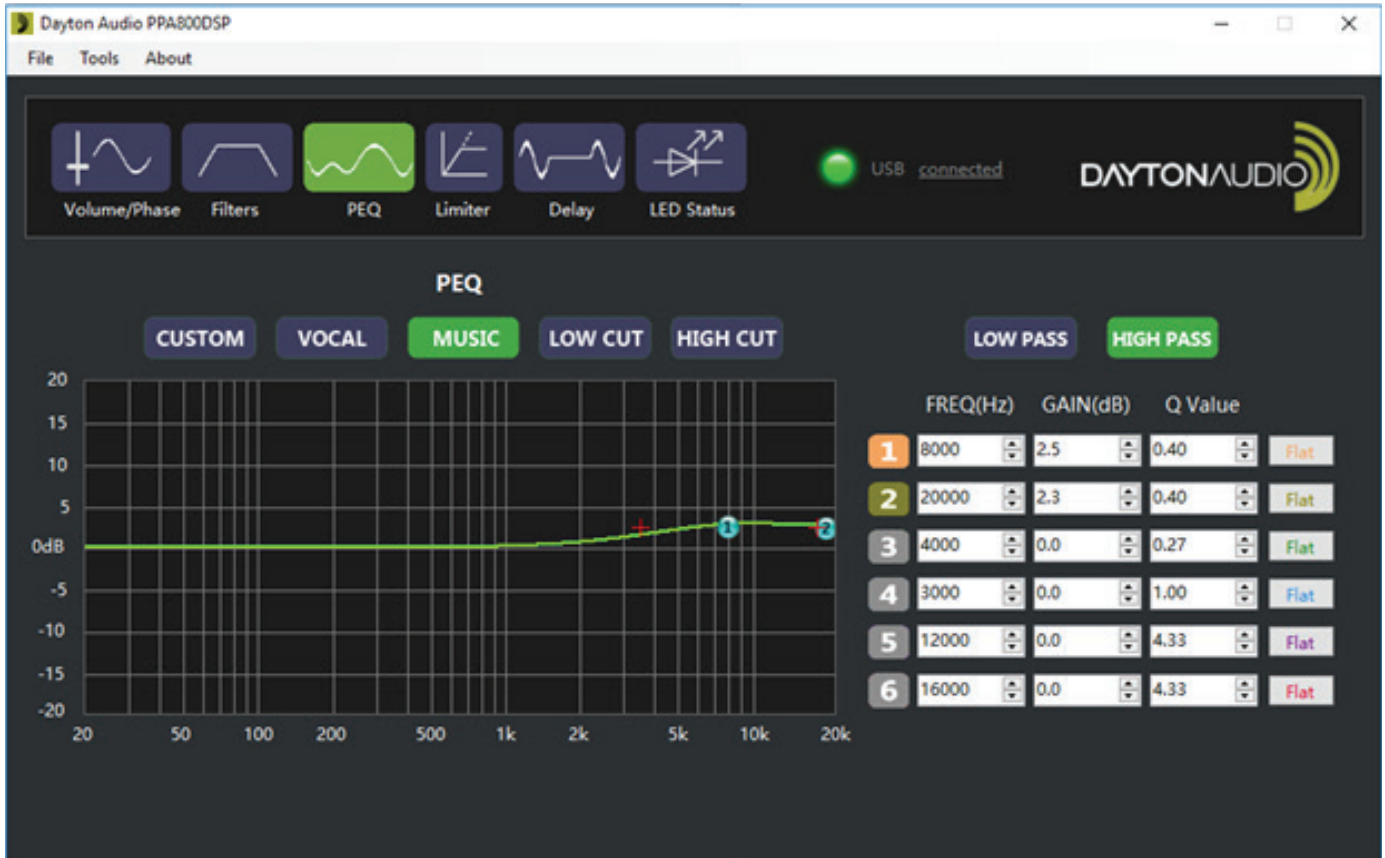 Dayton Audio PPA800DSP
File Tools About
USB connected
DAYTON AUDIO
Volume/Phase Filters PEQ Limiter Delay LED Status
PEQ
CUSTOM VOCAL MUSIC LOW CUT HIGH CUT
LOW PASS HIGH PASS
20
15
10
5
0dB
-5
-10
-15
-20
1 2
20 50 100 200 500 1k 2k 5k 10k 20k
FREQ(Hz) GAIN(dB) Q Value
1 8000 2.5 0.40 Flat
2 20000 2.3 0.40 Flat
3 4000 0.0 0.27 Flat
4 3000 0.0 1.00 Flat
5 12000 0.0 4.33 Flat
6 16000 0.0 4.33 Flat